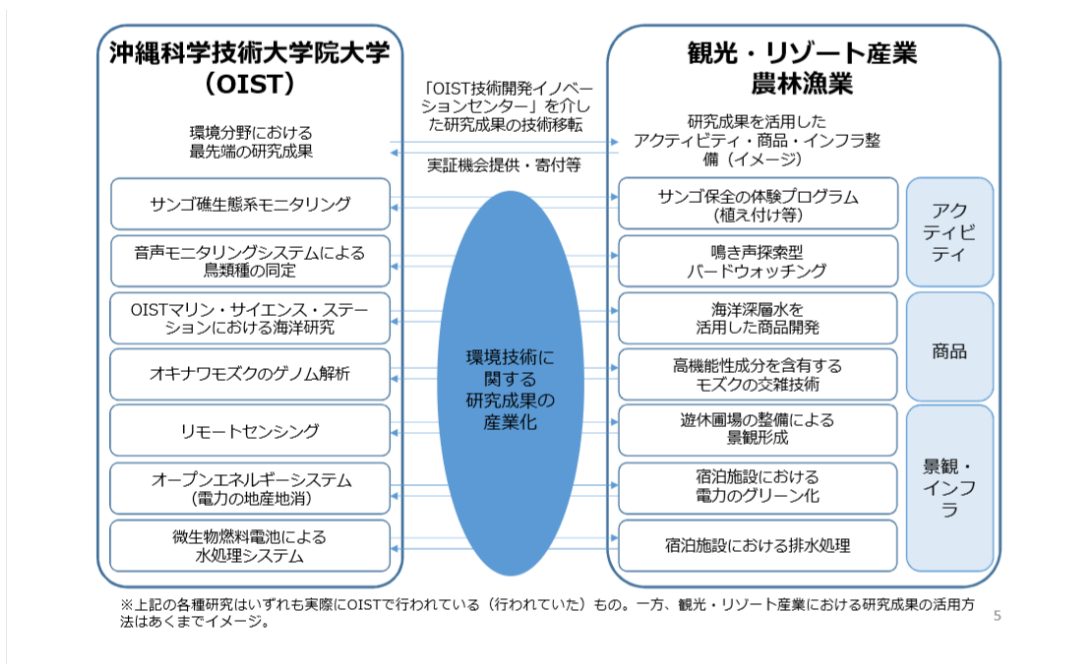 沖縄科学技術大学院大学
（OIST）
環境分野における
最先端の研究成果
サンゴ礁生態系モニタリング
音声モニタリングシステムによる
鳥類種の同定
OISTマリン・サイエンス・ステー
ションにおける海洋研究
オキナワモズクのゲノム解析
リモートセンシング
オープンエネルギーシステム
(電力の地産地消)
微生物燃料電池による
水処理システム
「OIST技術開発イノベー
ションセンター」を介し
た研究成果の技術移転
実証機会提供・寄付等
環境技術に
関する
研究成果の
産業化
観光・リゾート産業
農林漁業
研究成果を活用した
アクティビティ・商品・インフラ整
備（イメージ）
サンゴ保全の体験プログラム
(植え付け等)
鳴き声探索型
バードウォッチング
海洋深層水を
活用した商品開発
高機能性成分を含有する
モズクの交雑技術
遊休圃場の整備による
景観形成
宿泊施設における
電力のグリーン化
宿泊施設における排水処理
アク
ティビ
ティ
商品
景観・
インフ
ラ
※上記の各種研究はいずれも実際にOISTで行われている（行われていた）もの。一方、観光・リゾート産業における研究成果の活用方
法はあくまでイメージ。
5